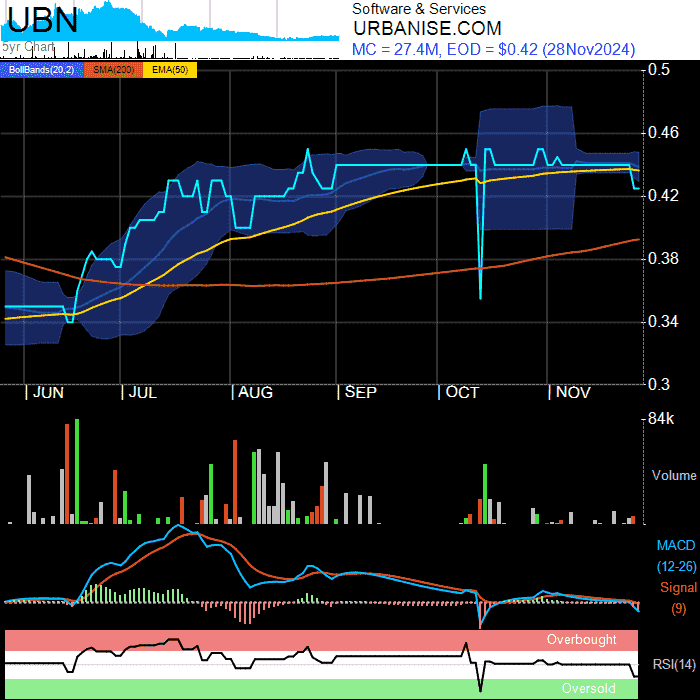 UBN
Software & Services
URBANISE.COM
5yr Chart
MC = 27.4M, EOD = $0.42 (28Nov2024)
BollBands(20,2) SMA(200) EMA(50)
0.5
0.46
0.42
0.38
0.34
0.3
JUN JUL AUG SEP OCT NOV
84k
Volume
MACD
(12-26)
Signal
(9)
Overbought
RSI(14)
Oversold